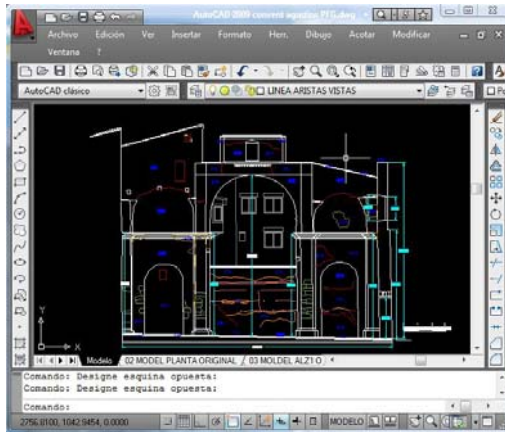 AutoCAD 2009 convent agustins PFG.dwg
Archivo Edición Ver Insertar Formato Herr. Dibujo Acotar Modificar
Ventana ?
AutoCAD clásico
LINEA ARISTAS VISTAS
Y
X
Modelo 02 MODEL PLANTA ORIGINAL 03 MOLDEL ALZ1 O
Comando: Designe esquina opuesta:
Comando: Designe esquina opuesta:
Comando:
2756.8100, 1042.9454, 0.0000
MODELO